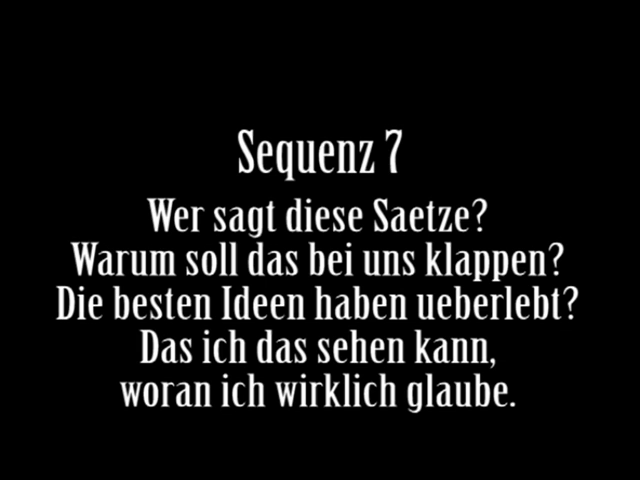 Sequenz 7
Wer sagt diese Saetze?
Warum soll das bei uns klappen?
Die besten Ideen haben ueberlebt?
Das ich das sehen kann,
woran ich wirklich glaube.